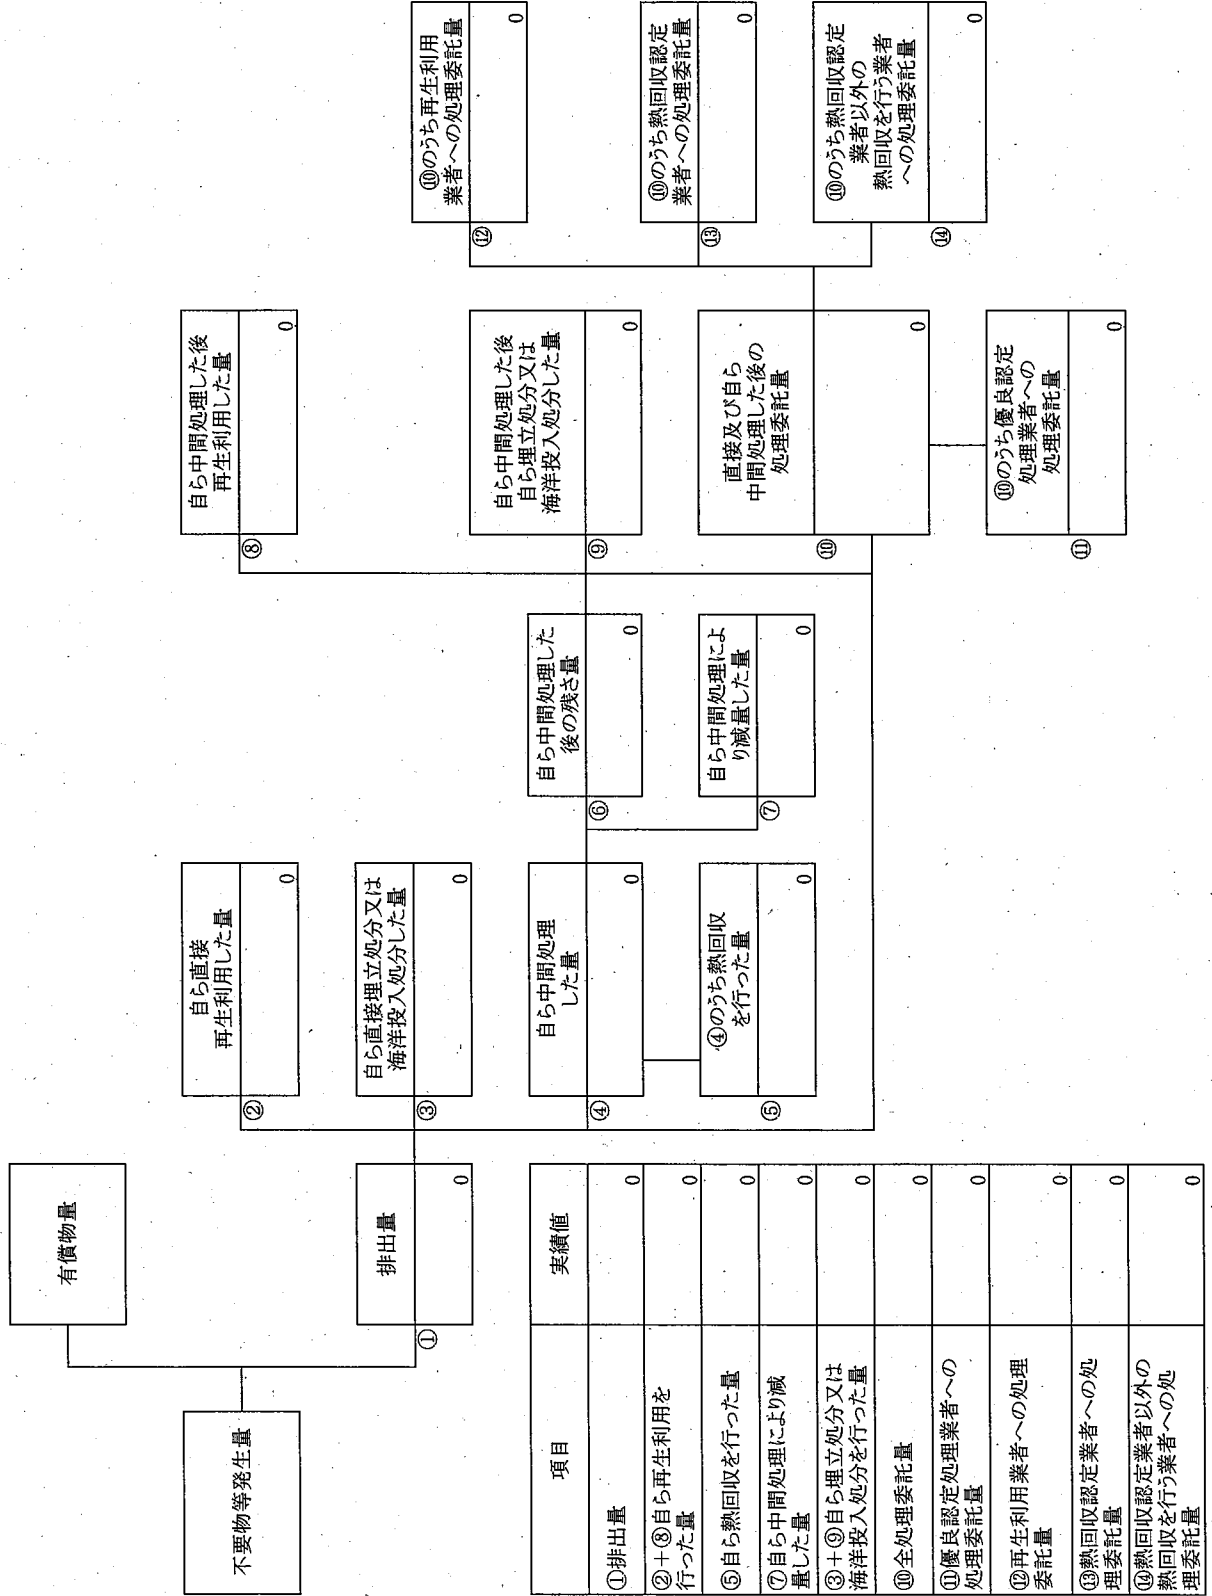 不要物等発生量
有償物量
排出量
①
0
自ら直接
再生利用した量
②
0
自ら直接埋立処分又は
海洋投入処分した量
③
0
自ら中間処理
した量
④
0
④のうち熱回収
を行った量
⑤
0
自ら中間処理した
後の残さ量
⑥
0
自ら中間処理によ
り減量した量
⑦
0
自ら中間処理した後
再生利用した量
⑧
0
自ら中間処理した後
自ら埋立処分又は
海洋投入処分した量
⑨
0
直接及び自ら
中間処理した後の
処理委託量
⑩
0
⑩のうち優良認定
処理業者への
処理委託量
⑪
0
⑩のうち再生利用
業者への処理委託量
⑫
0
⑩のうち熱回収認定
業者への処理委託量
⑬
0
⑩のうち熱回収認定
業者以外の
熱回収を行う業者
への処理委託量
⑭
0
項目 実績値
①排出量 0
②+⑧自ら再生利用を
行った量 0
⑤自ら熱回収を行った量 0
⑦自ら中間処理により減
量した量 0
③+⑨自ら埋立処分又は
海洋投入処分を行った量 0
⑩全処理委託量 0
⑪優良認定処理業者への
処理委託量 0
⑫再生利用業者への処理
委託量 0
⑬熱回収認定業者への処
理委託量 0
⑭熱回収認定業者以外の
熱回収を行う業者への処
理委託量 0